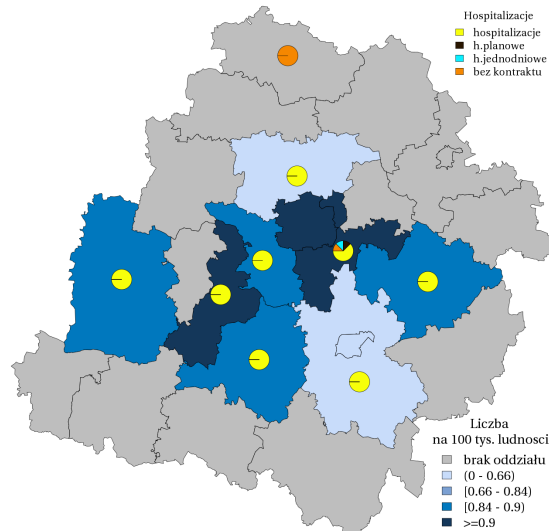 Hospitalizacje
hospitalizacje
h.planowe
h.jednodniowe
bez kontraktu
Liczba
na 100 tys. ludnosci
brak oddziału
(0 - 0.66)
[0.66 - 0.84)
[0.84 - 0.9)
>=0.9